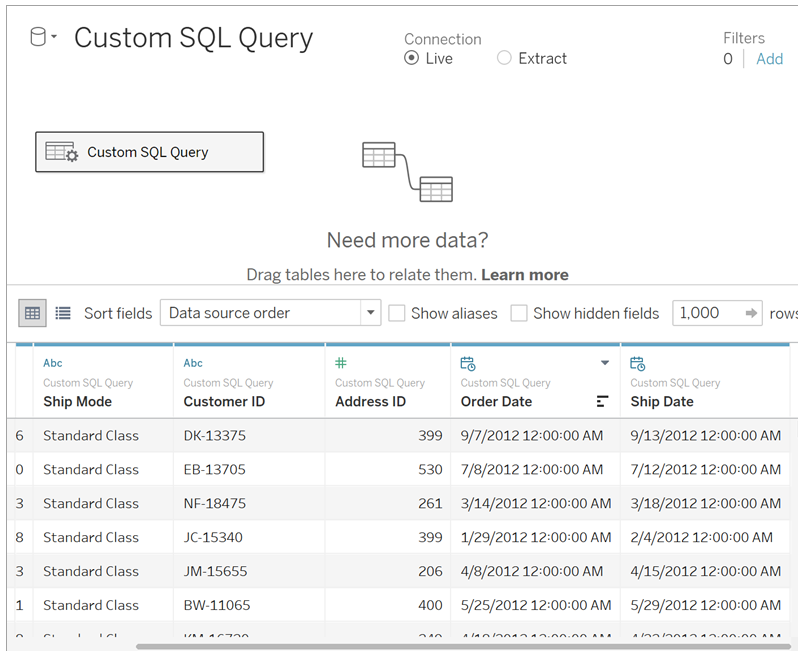 Custom SQL Query
Connection
Live Extract
Filters
0 Add
Custom SQL Query
Need more data?
Drag tables here to relate them. Learn more
Sort fields Data source order Show aliases Show hidden fields 1,000 rows
Abc Abc #
Custom SQL Query Custom SQL Query Custom SQL Query Custom SQL Query Custom SQL Query
Ship Mode Customer ID Address ID Order Date Ship Date
6 Standard Class DK-13375 399 9/7/2012 12:00:00 AM 9/13/2012 12:00:00 AM
0 Standard Class EB-13705 530 7/8/2012 12:00:00 AM 7/12/2012 12:00:00 AM
3 Standard Class NF-18475 261 3/14/2012 12:00:00 AM 3/18/2012 12:00:00 AM
8 Standard Class JC-15340 399 1/29/2012 12:00:00 AM 2/4/2012 12:00:00 AM
3 Standard Class JM-15655 206 4/8/2012 12:00:00 AM 4/15/2012 12:00:00 AM
1 Standard Class BW-11065 400 5/25/2012 12:00:00 AM 5/29/2012 12:00:00 AM
Standard Class